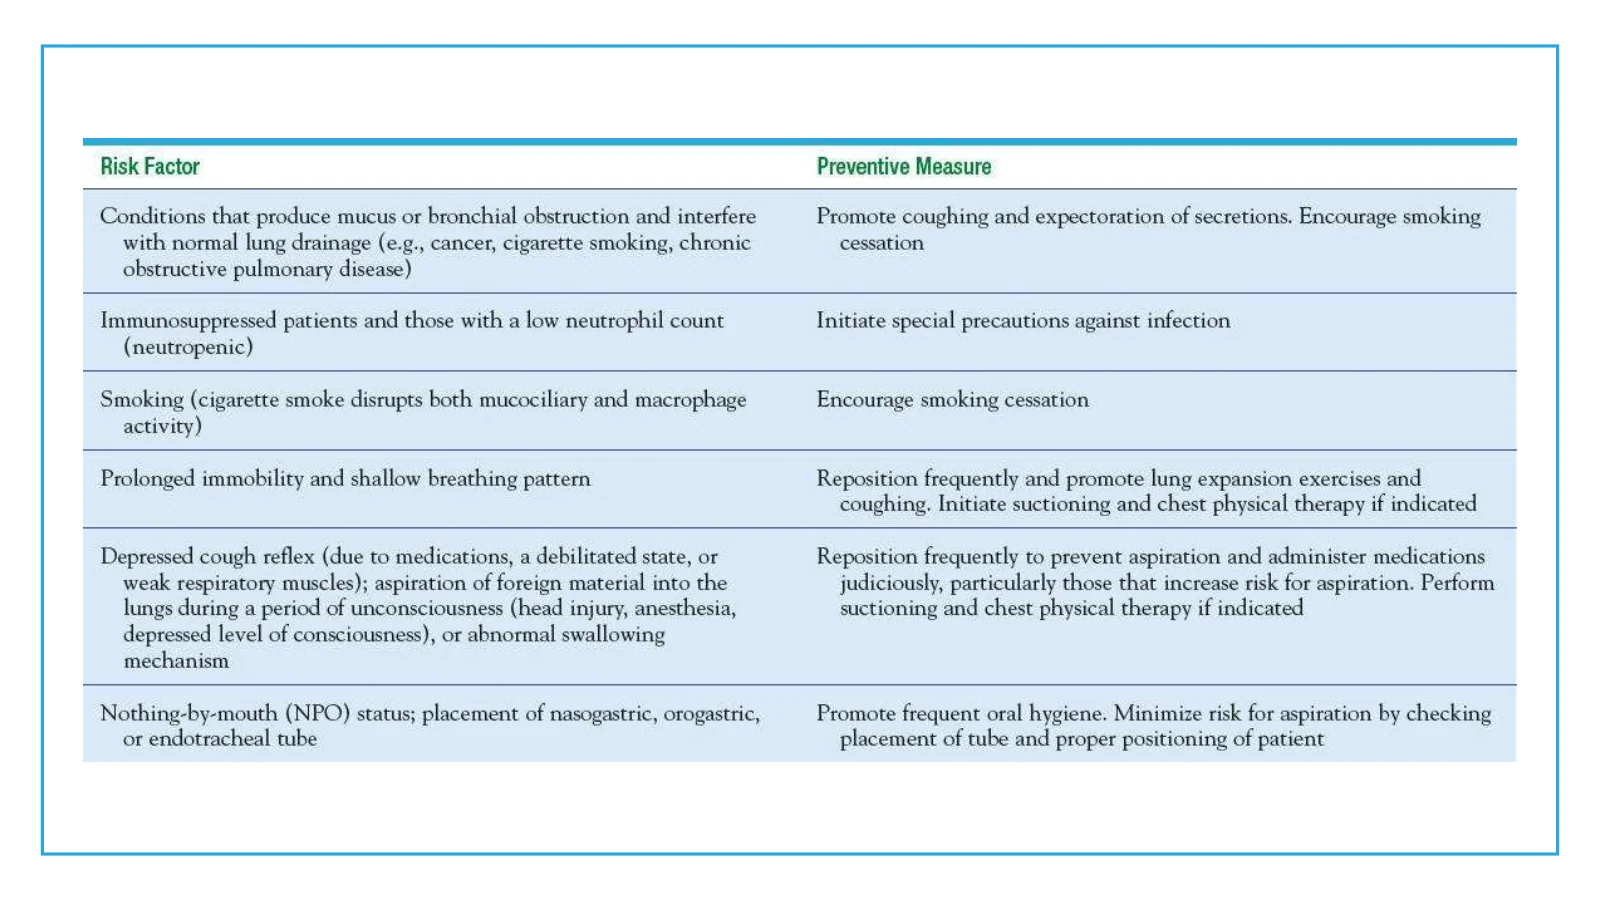 Risk Factor
Preventive Measure
Conditions that produce mucus or bronchial obstruction and interfere
with normal lung drainage (e.g., cancer, cigarette smoking, chronic
obstructive pulmonary disease)
Promote coughing and expectoration of secretions. Encourage smoking
cessation
Immunosuppressed patients and those with a low neutrophil count
(neutropenic)
Initiate special precautions against infection
Smoking (cigarette smoke disrupts both mucociliary and macrophage
activity)
Encourage smoking cessation
Prolonged immobility and shallow breathing pattern
Reposition frequently and promote lung expansion exercises and
coughing. Initiate suctioning and chest physical therapy if indicated
Depressed cough reflex (due to medications, a debilitated state, or
weak respiratory muscles); aspiration of foreign material into the
lungs during a period of unconsciousness (head injury, anesthesia,
depressed level of consciousness), or abnormal swallowing
mechanism
Reposition frequently to prevent aspiration and administer medications
judiciously, particularly those that increase risk for aspiration. Perform
suctioning and chest physical therapy if indicated
Nothing-by-mouth (NPO) status; placement of nasogastric, orogastric,
or endotracheal tube
Promote frequent oral hygiene. Minimize risk for aspiration by checking
placement of tube and proper positioning of patient